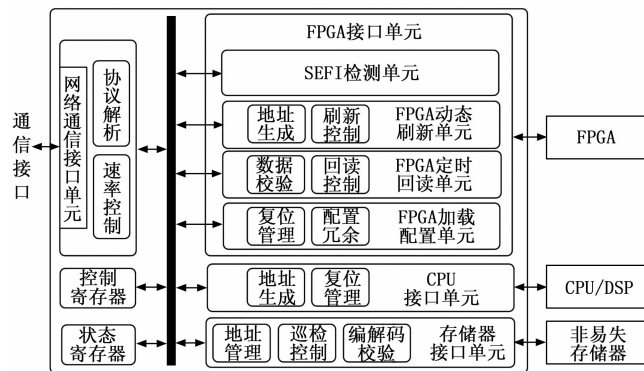 FPGA接口单元
SEFI检测单元
通信接口
网络通信接口单元
协议解析
速率控制
地址生成
刷新控制
FPGA动态
刷新单元
FPGA
数据校验
回读控制
FPGA定时
回读单元
复位管理
配置冗余
FPGA加载
配置单元
控制
寄存器
地址生成
复位管理
CPU
接口单元
CPU/DSP
状态
寄存器
地址管理
巡检控制
编解码校验
存储器
接口单元
非易失
存储器